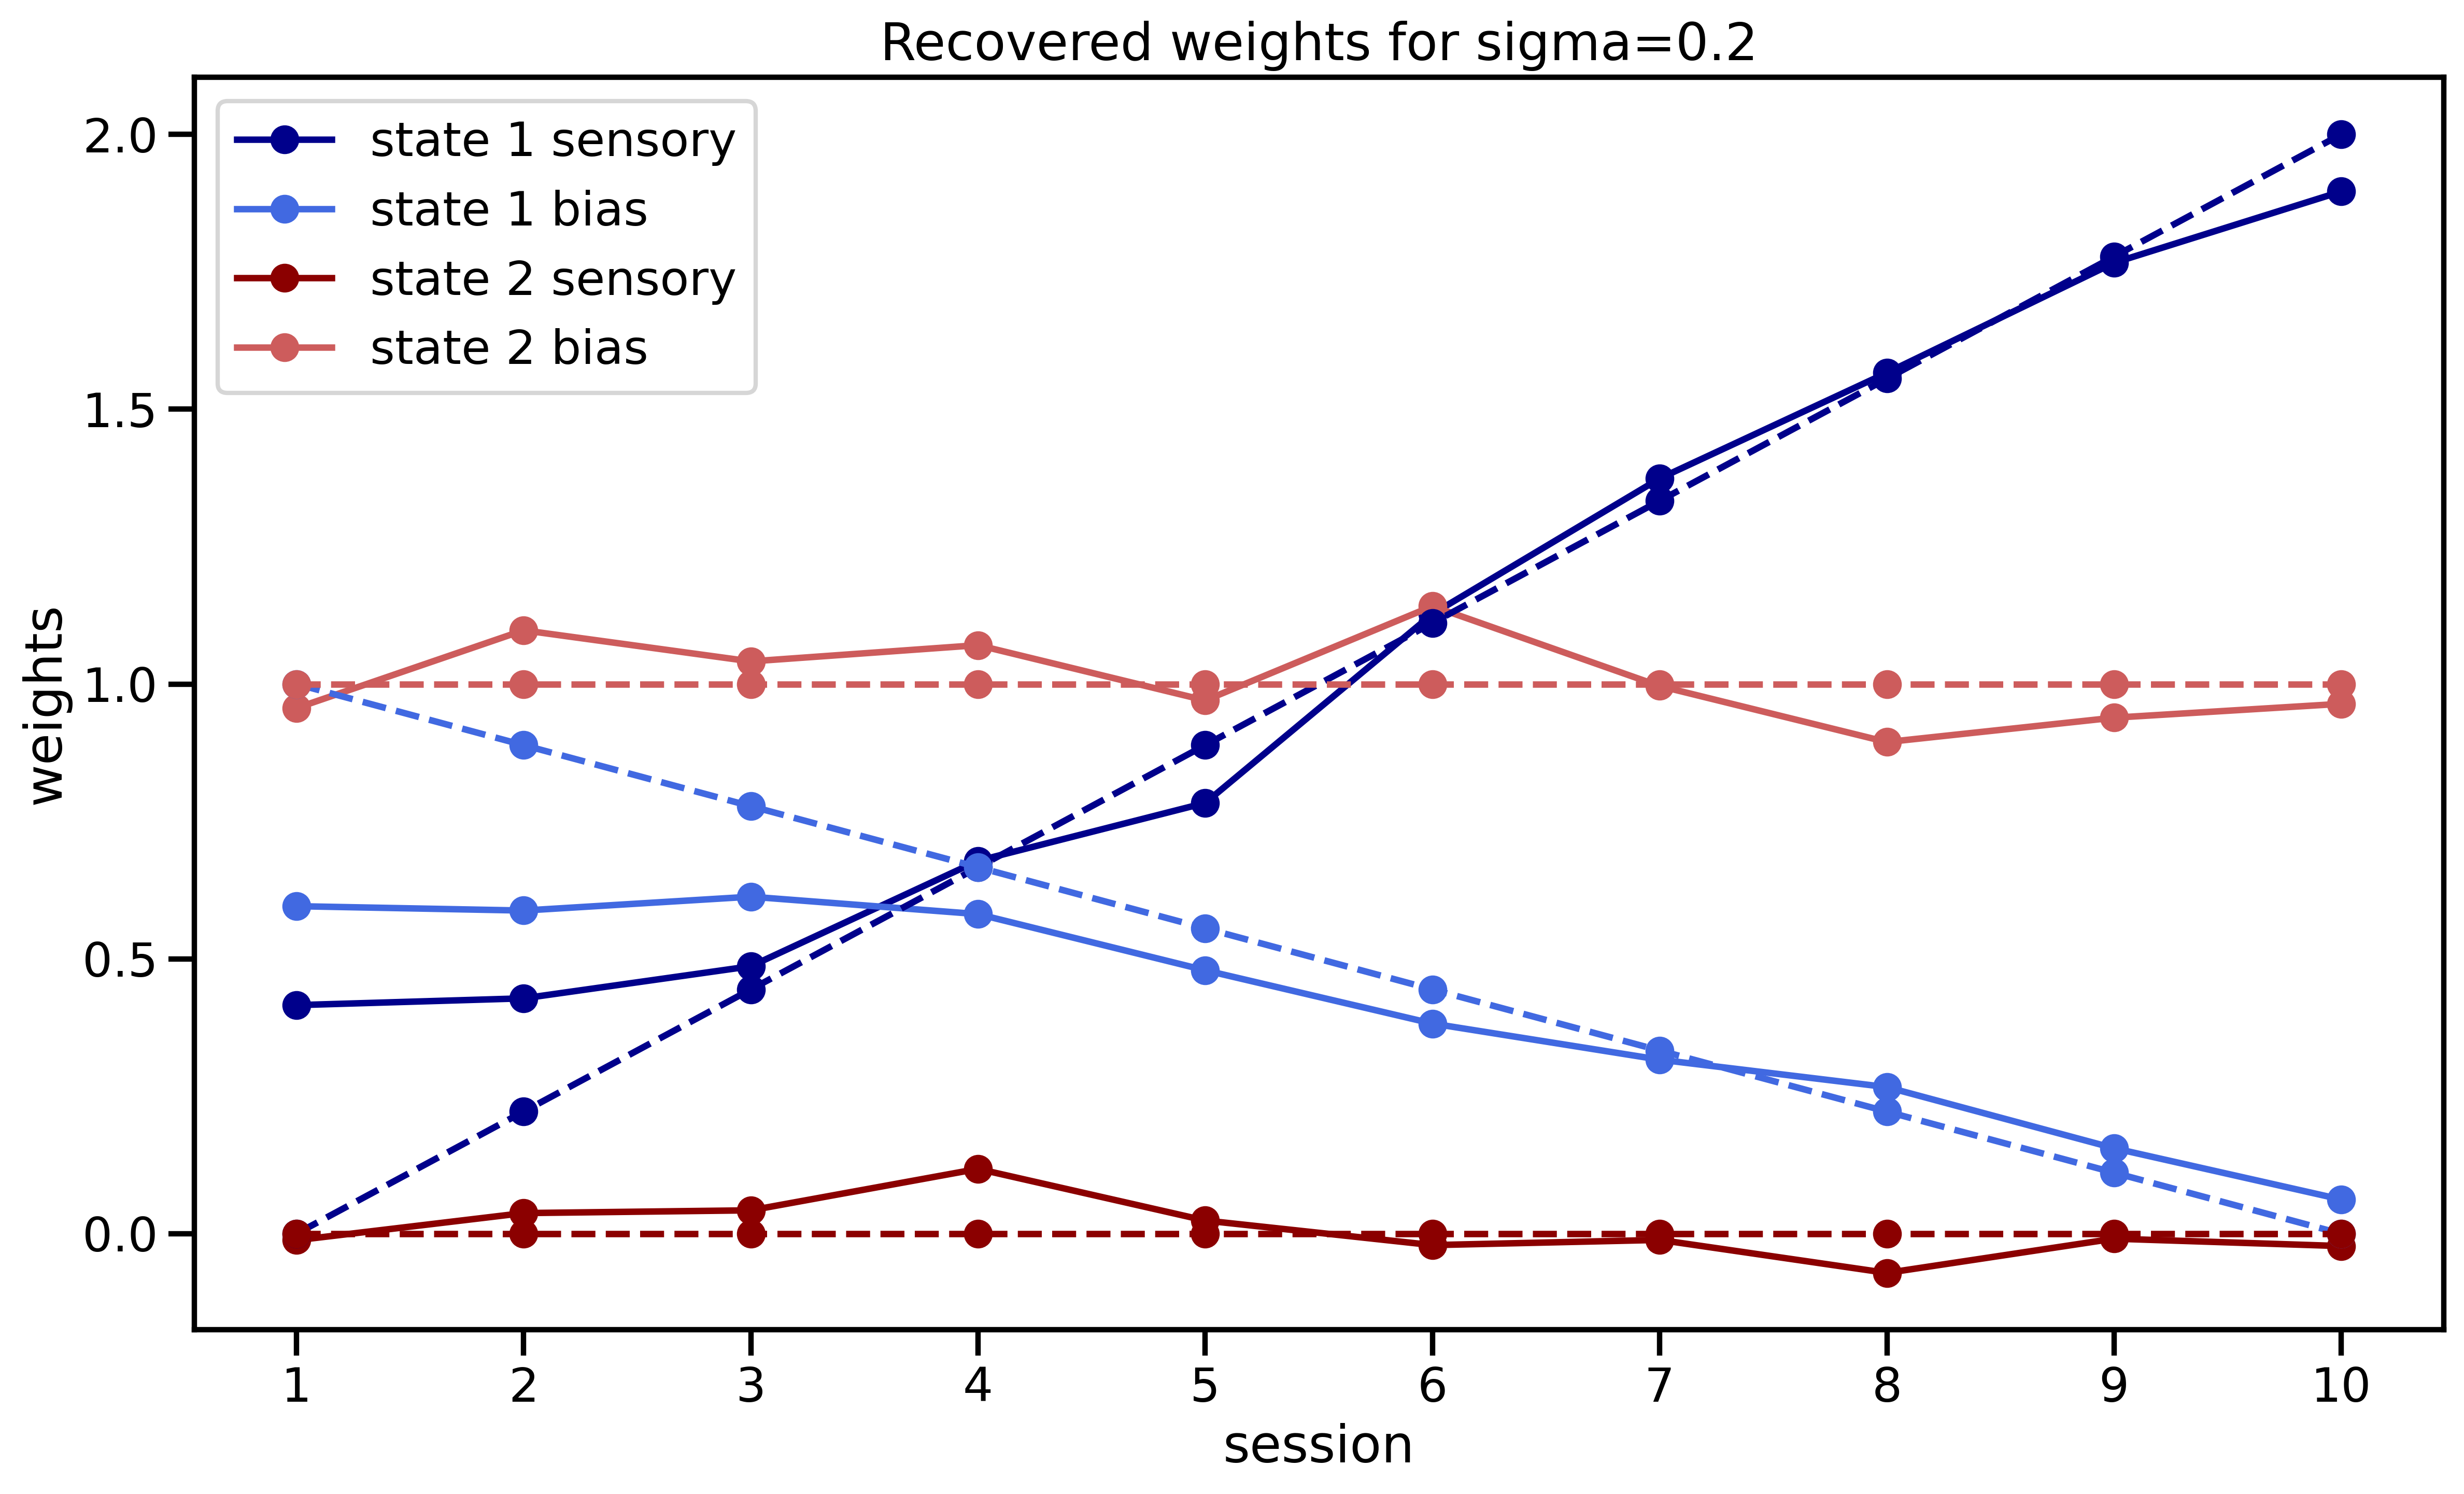 Recovered weights for sigma=0.2
state 1 sensory
state 1 bias
state 2 sensory
state 2 bias
weights
2.0
1.5
1.0
0.5
0.0
1 2 3 4 5 6 7 8 9 10
session